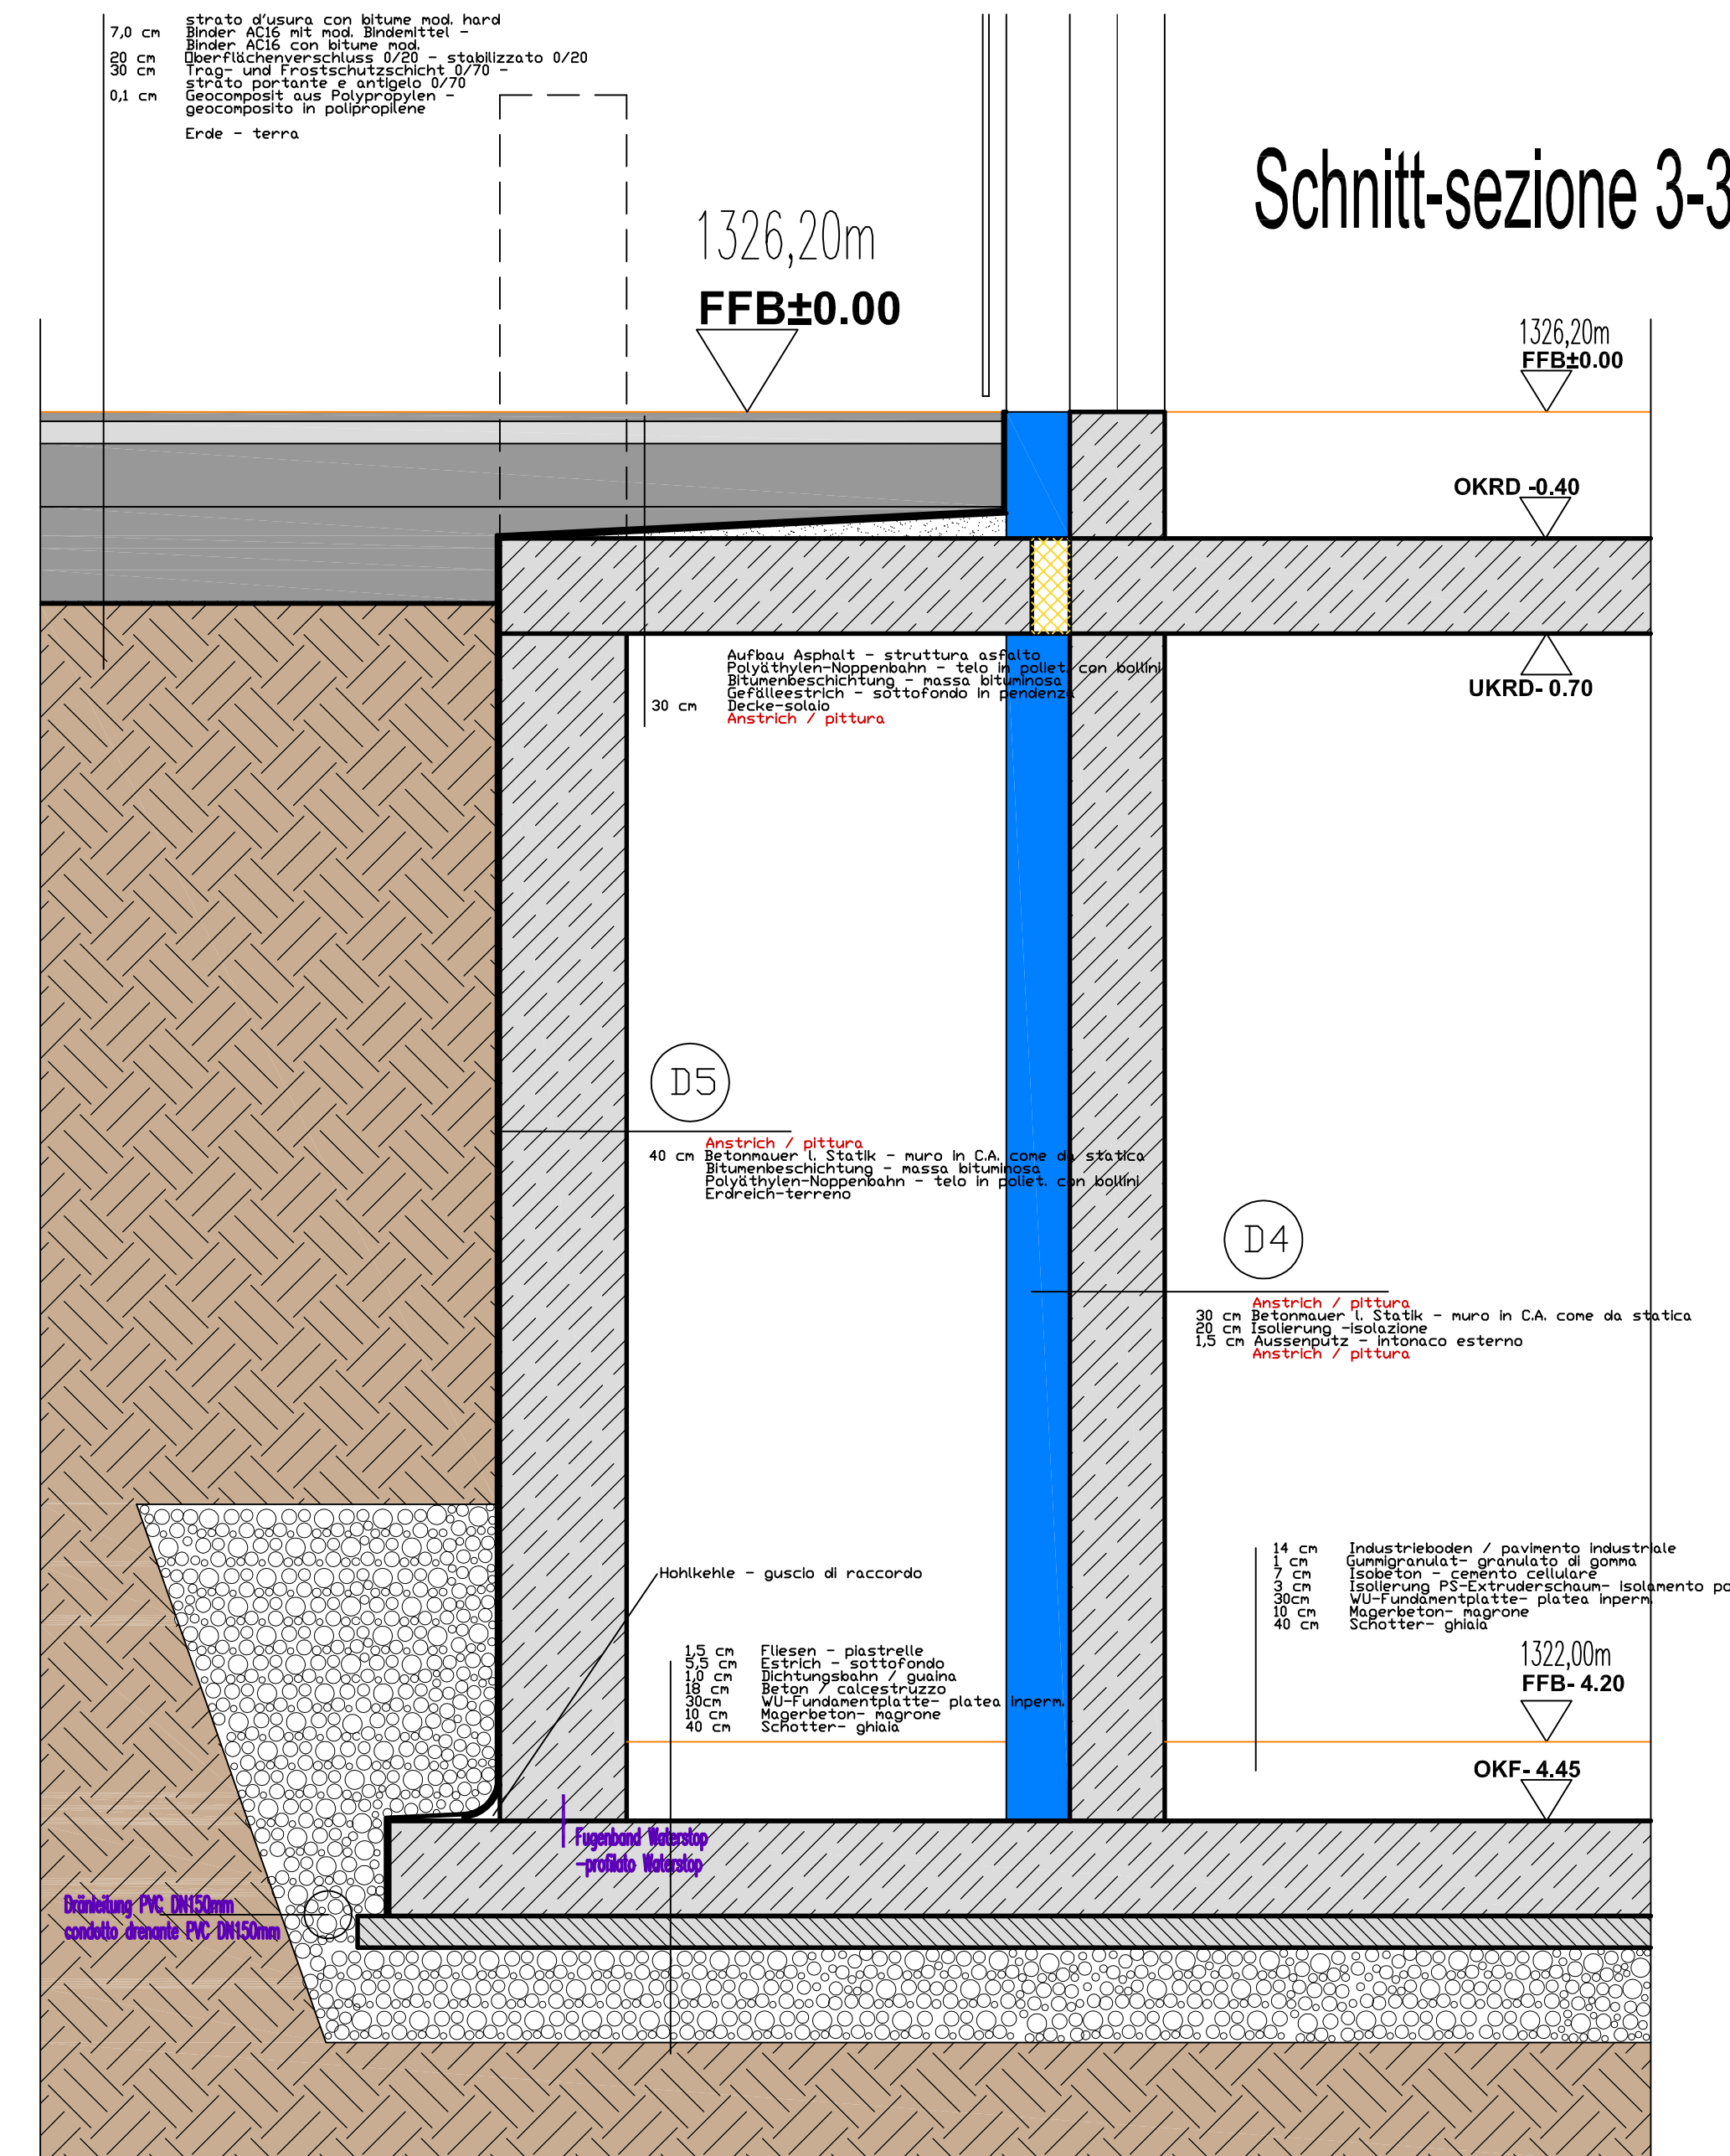 strato d'usura con bitume mod. hard
7,0 cm Binder AC16 mit mod. Bindemittel -
Binder AC16 con bitume mod.
20 cm berflächenverschluss 0/20 - stabilizzato 0/20
30 cm Trag- und Frostschutzschicht 0/70 -
strato portante e antigelo 0/70
0,1 cm Geocomposit aus Polypropylen -
geocomposito in polipropilene
Erde - terra
Schnitt-sezione 3-3
1326,20m
FFB±0.00
1326,20m
FFB±0.00
OKRD -0.40
UKRD- 0.70
Aufbau Asphalt - struttura asfalto
Polyäthylen-Noppenbahn - telo in poliet. con bollini
Bitumenbeschichtung - massa bituminosa
Gefälleestrich - sottofondo in pendenza
30 cm Decke-solaio
Anstrich / pittura
D5
Anstrich / pittura
40 cm Betonmauer l. Statik - muro in C.A. come da statica
Bitumenbeschichtung - massa bituminosa
Polyäthylen-Noppenbahn - telo in poliet. con bollini
Erdreich-terreno
D4
Anstrich / pittura
30 cm Betonmauer l. Statik - muro in C.A. come da statica
20 cm Isolierung -isolazione
1,5 cm Aussenputz - intonaco esterno
Anstrich / pittura
14 cm Industrieboden / pavimento industriale
1 cm Gummigranulat- granulato di gomma
7 cm Isobeton - cemento cellulare
3 cm Isolierung PS-Extruderschaum- isolamento po
30cm WU-Fundamentplatte- platea inperm.
10 cm Magerbeton- magrone
40 cm Schotter- ghiaia
Hohlkehle - guscio di raccordo
1,5 cm Fliesen - piastrelle
5,5 cm Estrich - sottofondo
1,0 cm Dichtungsbahn / guaina
18 cm Beton / calcestruzzo
30cm WU-Fundamentplatte- platea inperm.
10 cm Magerbeton- magrone
40 cm Schotter- ghiaia
1322,00m
FFB- 4.20
OKF- 4.45
Fugenband Waterstop
-profilato Waterstop
Dränleitung PVC DN150mm
condotto drenante PVC DN150mm